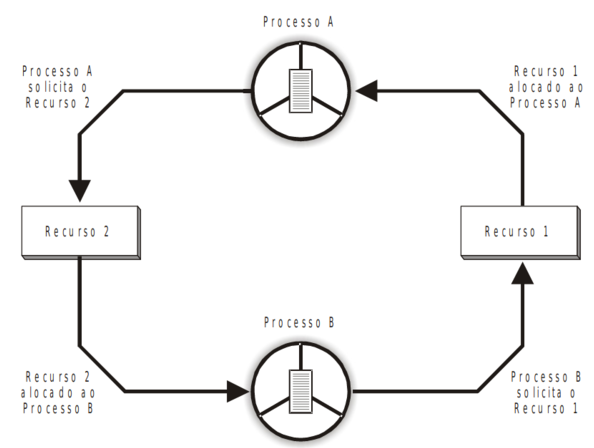 Processo A
Processo A
solicita o
Recurso 2
Recurso 1
alocado ao
Processo A
Recurso 2
Recurso 1
Processo B
Recurso 2
alocado ao
Processo B
Processo B
solicita o
Recurso 1